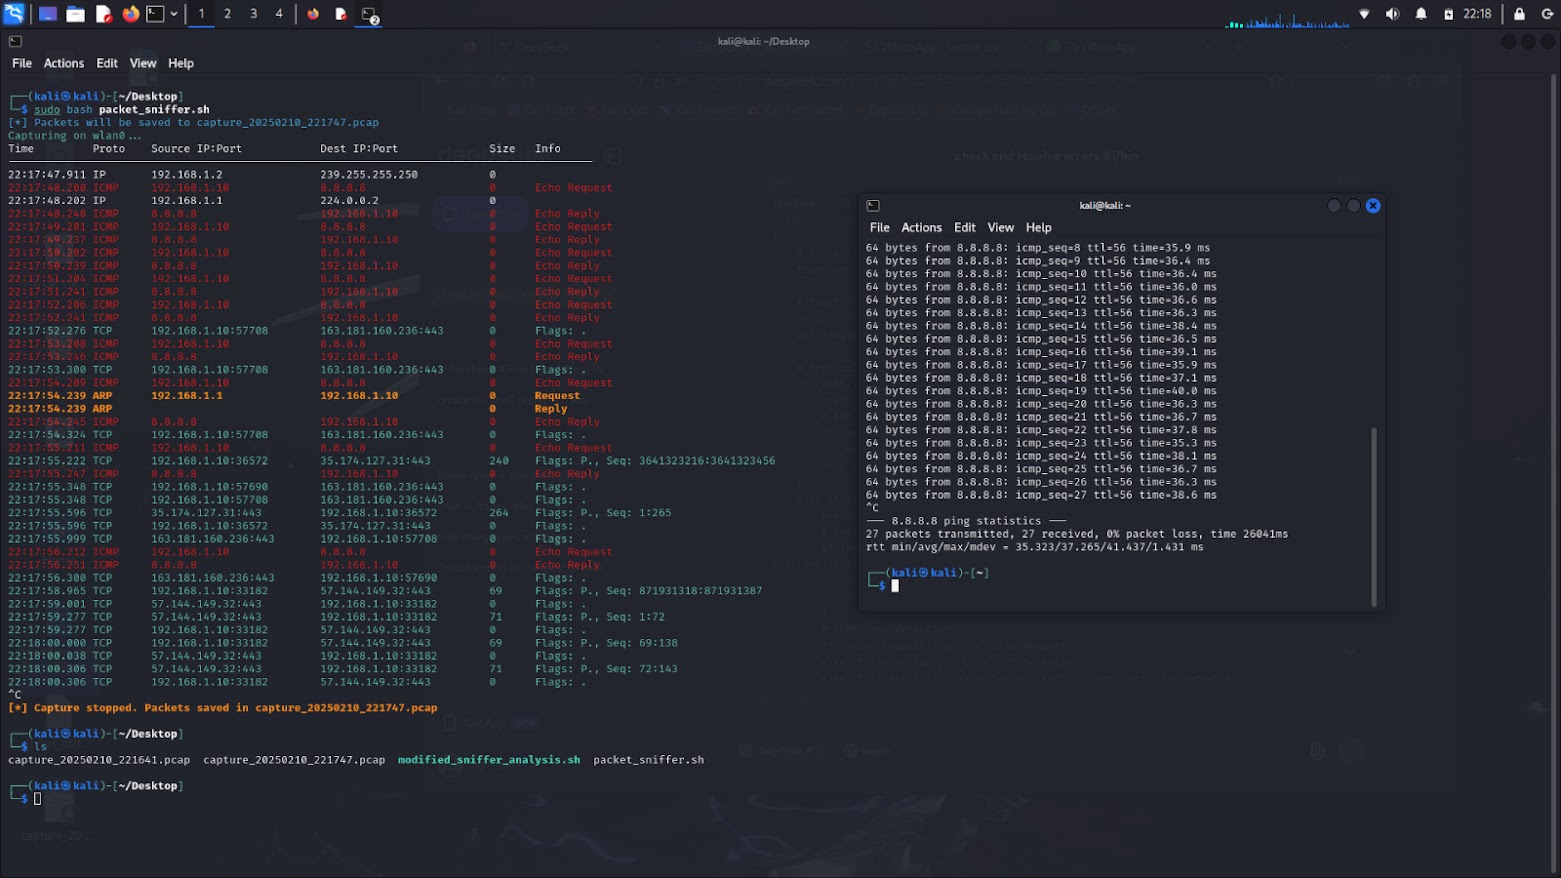 1 2 3 4 22:18
kali@kali: ~/Desktop
File Actions Edit View Help
┌──(kali㉿kali)-[~/Desktop]
└─$ sudo bash packet_sniffer.sh
[*] Packets will be saved to capture_20250210_221747.pcap
Capturing on wlan0...
Time Proto Source IP:Port Dest IP:Port Size Info
22:17:47.911 IP 192.168.1.2 239.255.255.250 0
22:17:48.200 ICMP 192.168.1.10 8.8.8.8 0 Echo Request
22:17:48.202 IP 192.168.1.1 224.0.0.2 0
22:17:48.240 ICMP 8.8.8.8 192.168.1.10 0 Echo Reply
22:17:49.201 ICMP 192.168.1.10 8.8.8.8 0 Echo Request
22:17:49.237 ICMP 8.8.8.8 192.168.1.10 0 Echo Reply
22:17:50.202 ICMP 192.168.1.10 8.8.8.8 0 Echo Request
22:17:50.239 ICMP 8.8.8.8 192.168.1.10 0 Echo Reply
22:17:51.204 ICMP 192.168.1.10 8.8.8.8 0 Echo Request
22:17:51.241 ICMP 8.8.8.8 192.168.1.10 0 Echo Reply
22:17:52.206 ICMP 192.168.1.10 8.8.8.8 0 Echo Request
22:17:52.241 ICMP 8.8.8.8 192.168.1.10 0 Echo Reply
22:17:52.276 TCP 192.168.1.10:57708 163.181.160.236:443 0 Flags: .
22:17:53.208 ICMP 192.168.1.10 8.8.8.8 0 Echo Request
22:17:53.246 ICMP 8.8.8.8 192.168.1.10 0 Echo Reply
22:17:53.300 TCP 192.168.1.10:57708 163.181.160.236:443 0 Flags: .
22:17:54.209 ICMP 192.168.1.10 8.8.8.8 0 Echo Request
22:17:54.239 ARP 192.168.1.1 192.168.1.10 0 Request
22:17:54.239 ARP 0 Reply
22:17:54.245 ICMP 8.8.8.8 192.168.1.10 0 Echo Reply
22:17:54.324 TCP 192.168.1.10:57708 163.181.160.236:443 0 Flags: .
22:17:55.211 ICMP 192.168.1.10 8.8.8.8 0 Echo Request
22:17:55.222 TCP 192.168.1.10:36572 35.174.127.31:443 240 Flags: P., Seq: 3641323216:3641323456
22:17:55.247 ICMP 8.8.8.8 192.168.1.10 0 Echo Reply
22:17:55.348 TCP 192.168.1.10:57690 163.181.160.236:443 0 Flags: .
22:17:55.348 TCP 192.168.1.10:57708 163.181.160.236:443 0 Flags: .
22:17:55.596 TCP 35.174.127.31:443 192.168.1.10:36572 264 Flags: P., Seq: 1:265
22:17:55.596 TCP 192.168.1.10:36572 35.174.127.31:443 0 Flags: .
22:17:55.999 TCP 163.181.160.236:443 192.168.1.10:57708 0 Flags: .
22:17:56.212 ICMP 192.168.1.10 8.8.8.8 0 Echo Request
22:17:56.251 ICMP 8.8.8.8 192.168.1.10 0 Echo Reply
22:17:56.300 TCP 163.181.160.236:443 192.168.1.10:57690 0 Flags: .
22:17:58.965 TCP 192.168.1.10:33182 57.144.149.32:443 69 Flags: P., Seq: 871931318:871931387
22:17:59.001 TCP 57.144.149.32:443 192.168.1.10:33182 0 Flags: .
22:17:59.277 TCP 57.144.149.32:443 192.168.1.10:33182 71 Flags: P., Seq: 1:72
22:17:59.277 TCP 192.168.1.10:33182 57.144.149.32:443 0 Flags: .
22:18:00.000 TCP 192.168.1.10:33182 57.144.149.32:443 69 Flags: P., Seq: 69:138
22:18:00.038 TCP 57.144.149.32:443 192.168.1.10:33182 0 Flags: .
22:18:00.306 TCP 57.144.149.32:443 192.168.1.10:33182 71 Flags: P., Seq: 72:143
22:18:00.306 TCP 192.168.1.10:33182 57.144.149.32:443 0 Flags: .
^C
[*] Capture stopped. Packets saved in capture_20250210_221747.pcap
┌──(kali㉿kali)-[~/Desktop]
└─$ ls
capture_20250210_221641.pcap capture_20250210_221747.pcap modified_sniffer_analysis.sh packet_sniffer.sh
┌──(kali㉿kali)-[~/Desktop]
└─$
check and resolve errors #!/bin
kali@kali: ~
File Actions Edit View Help
64 bytes from 8.8.8.8: icmp_seq=8 ttl=56 time=35.9 ms
64 bytes from 8.8.8.8: icmp_seq=9 ttl=56 time=36.4 ms
64 bytes from 8.8.8.8: icmp_seq=10 ttl=56 time=36.4 ms
64 bytes from 8.8.8.8: icmp_seq=11 ttl=56 time=36.0 ms
64 bytes from 8.8.8.8: icmp_seq=12 ttl=56 time=36.6 ms
64 bytes from 8.8.8.8: icmp_seq=13 ttl=56 time=36.3 ms
64 bytes from 8.8.8.8: icmp_seq=14 ttl=56 time=38.4 ms
64 bytes from 8.8.8.8: icmp_seq=15 ttl=56 time=36.5 ms
64 bytes from 8.8.8.8: icmp_seq=16 ttl=56 time=39.1 ms
64 bytes from 8.8.8.8: icmp_seq=17 ttl=56 time=35.9 ms
64 bytes from 8.8.8.8: icmp_seq=18 ttl=56 time=37.1 ms
64 bytes from 8.8.8.8: icmp_seq=19 ttl=56 time=40.0 ms
64 bytes from 8.8.8.8: icmp_seq=20 ttl=56 time=36.3 ms
64 bytes from 8.8.8.8: icmp_seq=21 ttl=56 time=36.7 ms
64 bytes from 8.8.8.8: icmp_seq=22 ttl=56 time=37.8 ms
64 bytes from 8.8.8.8: icmp_seq=23 ttl=56 time=35.3 ms
64 bytes from 8.8.8.8: icmp_seq=24 ttl=56 time=38.1 ms
64 bytes from 8.8.8.8: icmp_seq=25 ttl=56 time=36.7 ms
64 bytes from 8.8.8.8: icmp_seq=26 ttl=56 time=36.3 ms
64 bytes from 8.8.8.8: icmp_seq=27 ttl=56 time=38.6 ms
^C
── 8.8.8.8 ping statistics ──
27 packets transmitted, 27 received, 0% packet loss, time 26041ms
rtt min/avg/max/mdev = 35.323/37.265/41.437/1.431 ms
┌──(kali㉿kali)-[~]
└─$